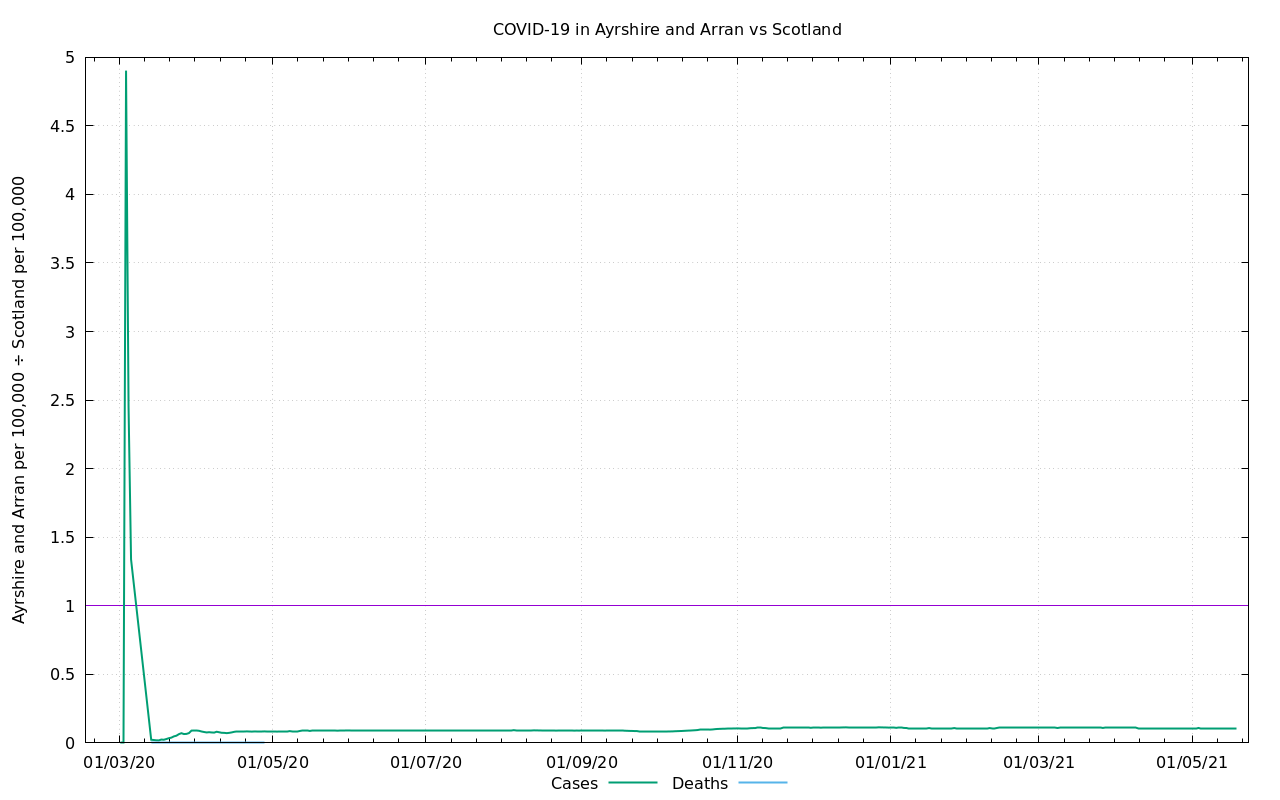 COVID-19 in Ayrshire and Arran vs Scotland
Ayrshire and Arran per 100,000 ÷ Scotland per 100,000
5
4.5
4
3.5
3
2.5
2
1.5
1
0.5
0
01/03/20 01/05/20 01/07/20 01/09/20 01/11/20 01/01/21 01/03/21 01/05/21
Cases Deaths